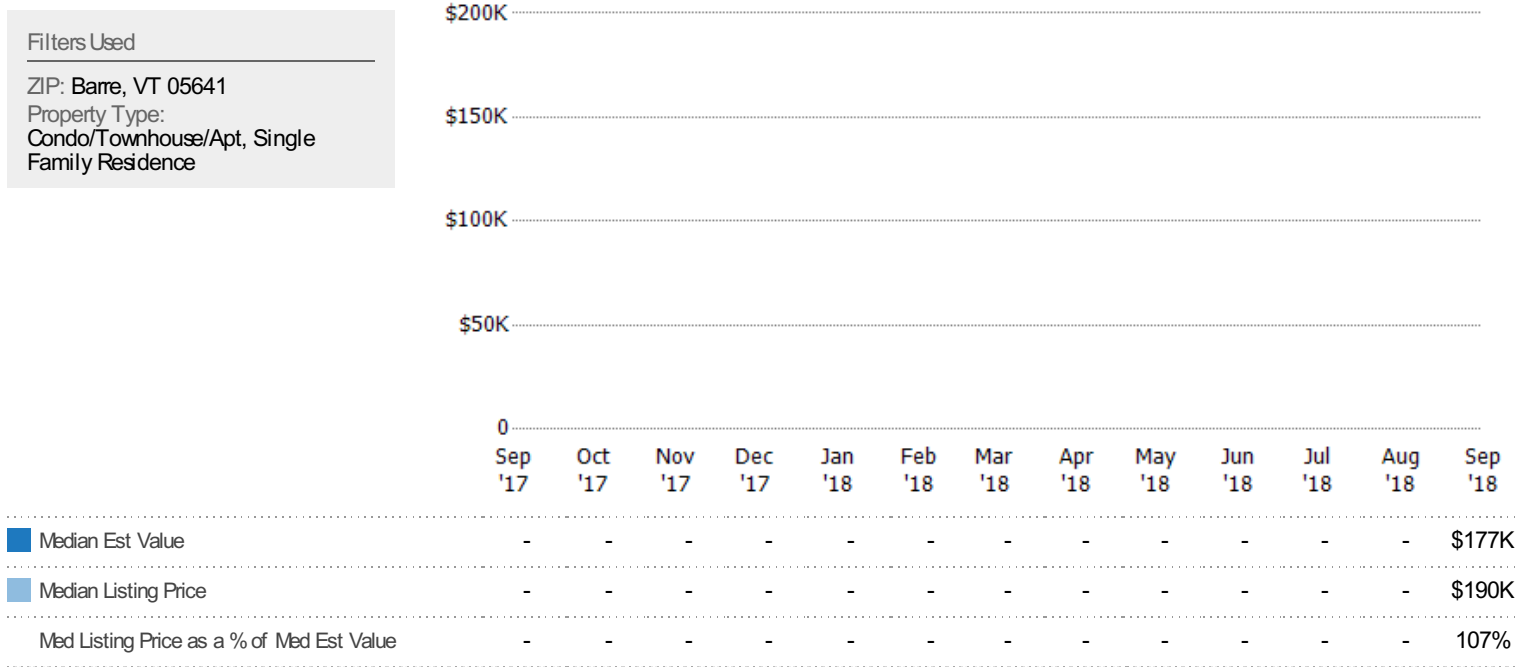 Filters Used
ZIP: Barre, VT 05641
Property Type:
Condo/Townhouse/Apt, Single
Family Residence
$200K
$150K
$100K
$50K
0
Sep Oct Nov Dec Jan Feb Mar Apr May Jun Jul Aug Sep
'17 '17 '17 '17 '18 '18 '18 '18 '18 '18 '18 '18 '18
Median Est Value - - - - - - - - - - - - $177K
Median Listing Price - - - - - - - - - - - - $190K
Med Listing Price as a % of Med Est Value - - - - - - - - - - - - 107%